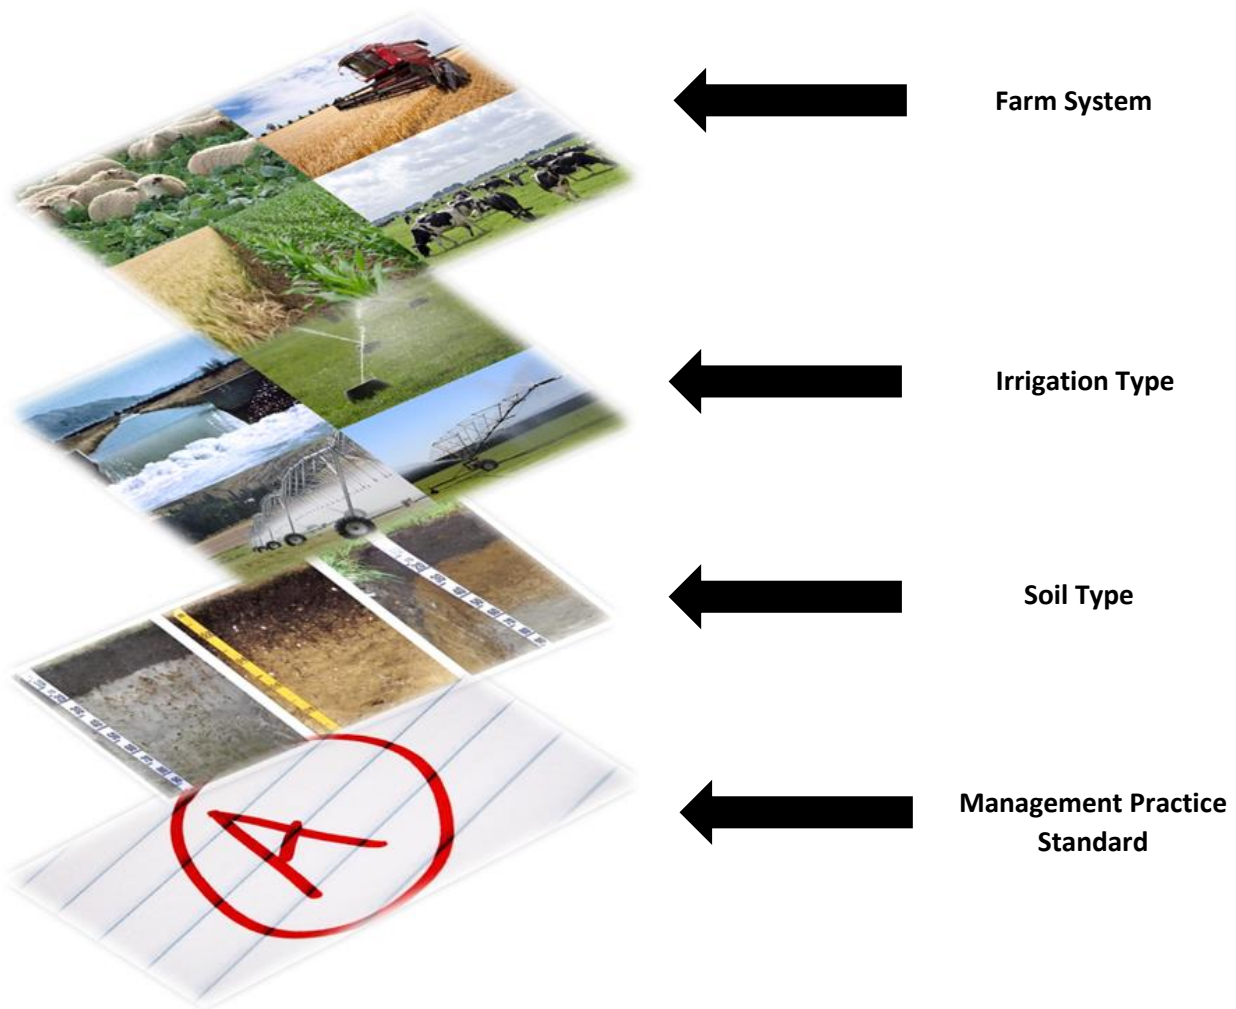 Farm System
Irrigation Type
Soil Type
Management Practice
Standard
A